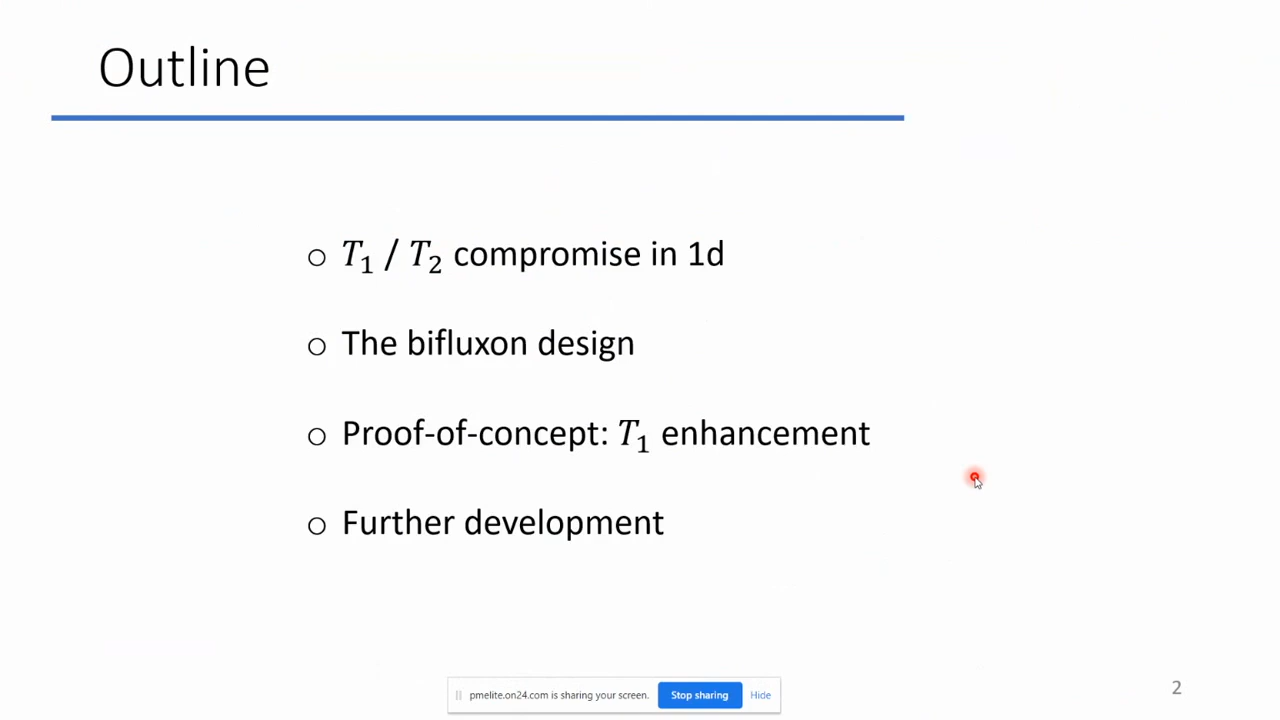 Outline
○ T₁ / T₂ compromise in 1d
○ The bifluxon design
○ Proof-of-concept: T₁ enhancement
○ Further development
pmelite.on24.com is sharing your screen. Stop sharing Hide
2